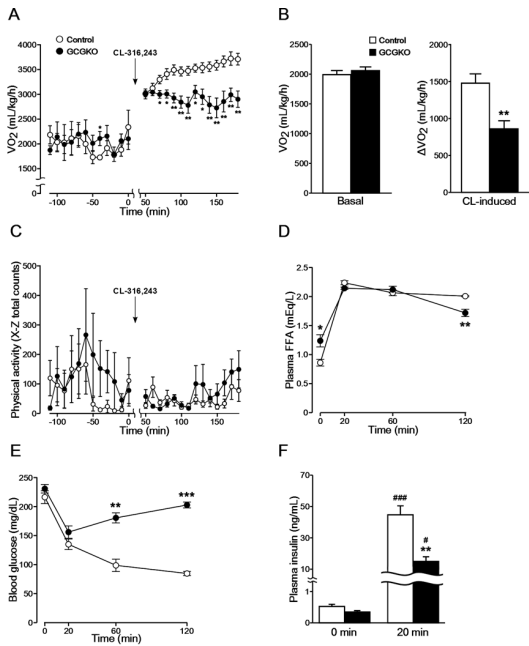 A
Control
GCGKO
CL-316,243
VO2 (mL/kg/h)
4000
3500
3000
2500
2000
1500
1000
-100 -50 0 50 100 150
* * ** ** ** * ** ** ** **
Time (min)
B
Control
GCGKO
VO2 (mL/kg/h)
2500
2000
1500
1000
500
0
Basal
ΔVO2 (mL/kg/h)
2000
1500
1000
500
0
**
CL-induced
C
CL-316,243
Physical activity (X-Z total counts)
500
400
300
200
100
0
-100 -50 0 50 100 150
Time (min)
D
Plasma FFA (mEq/L)
2.5
2.0
1.5
1.0
0.5
0
*
**
0 20 60 120
Time (min)
E
Blood glucose (mg/dL)
250
200
150
100
50
0
**
***
0 20 60 120
Time (min)
F
Plasma insulin (ng/mL)
70
50
30
10
1
0
###
#
**
0 min 20 min